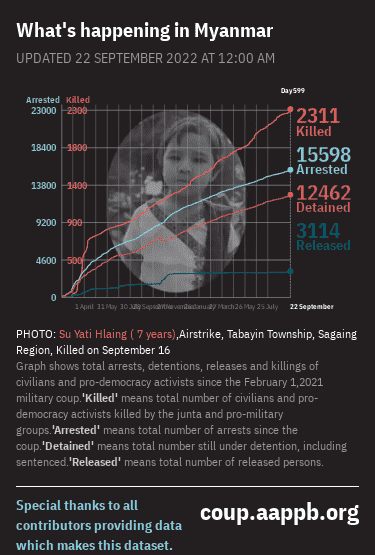 What's happening in Myanmar
UPDATED 22 SEPTEMBER 2022 AT 12:00 AM
Day599
Arrested Killed
23000 2300
18400 1800
13800 1400
9200 900
4600 500
0
2311
Killed
15598
Arrested
12462
Detained
3114
Released
1 April 31 May 30 July
March 26 May 25 July
22 September
PHOTO: Su Yati Hlaing ( 7 years),Airstrike, Tabayin Township, Sagaing
Region, Killed on September 16
Graph shows total arrests, detentions, releases and killings of
civilians and pro-democracy activists since the February 1,2021
military coup.'Killed' means total number of civilians and pro-
democracy activists killed by the junta and pro-military
groups.'Arrested' means total number of arrests since the
coup.'Detained' means total number still under detention, including
sentenced.'Released' means total number of released persons.
Special thanks to all
contributors providing data
which makes this dataset.
coup.aappb.org